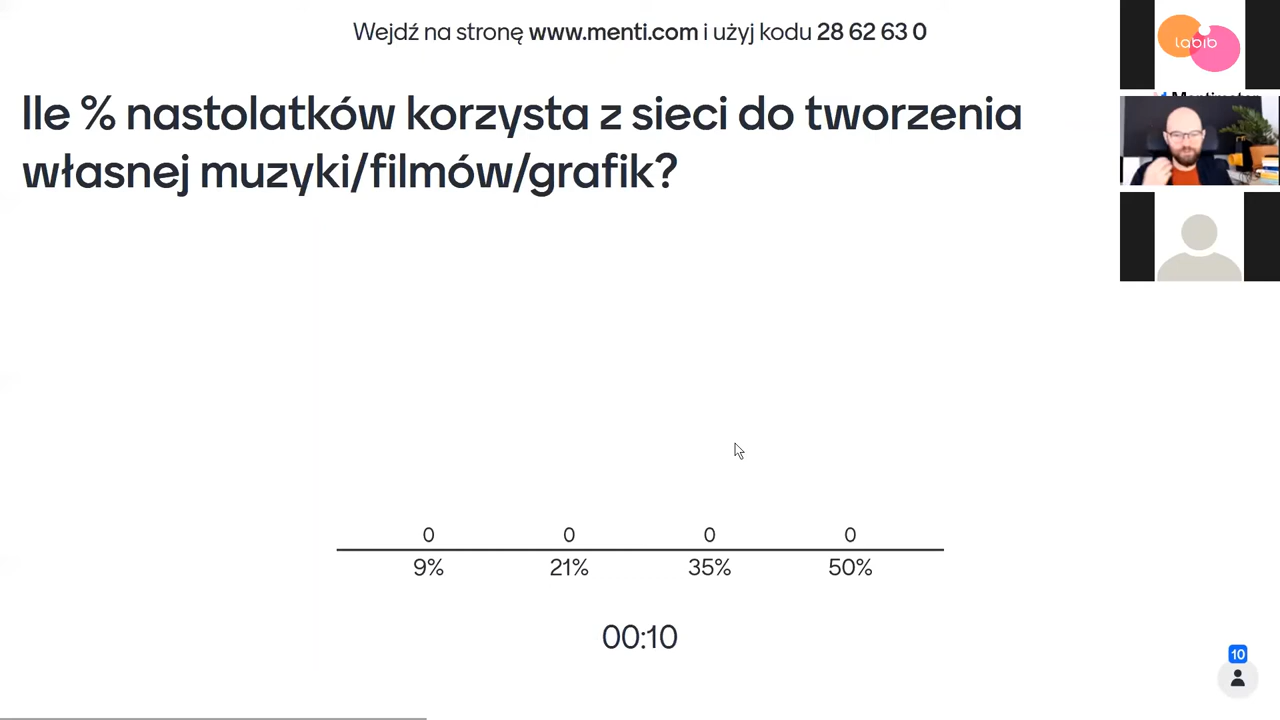 Wejdź na stronę www.menti.com i użyj kodu 28 62 63 0
Ile % nastolatków korzysta z sieci do tworzenia
własnej muzyki/filmów/grafik?
labib
0 0 0 0
9% 21% 35% 50%
00:10
10